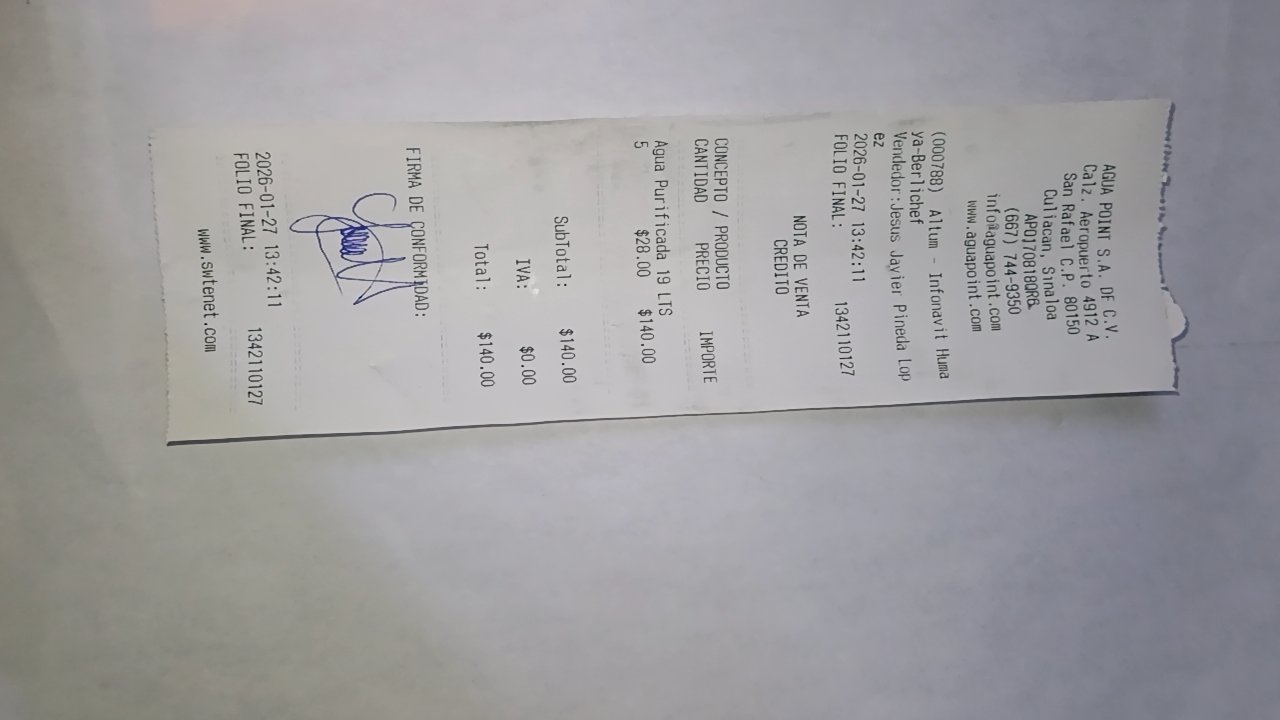 AGUA POINT S.A. DE C.V.
Calz. Aeropuerto 4912 A
San Rafael C.P. 80150
Culiacan, Sinaloa
APO170818QR6
(667) 744-9350
info@aguapoint.com
www.aguapoint.com
(000788) Altum - Infonavit Huma
ya-Berlichef
Vendedor:Jesus Javier Pineda Lop
ez
2026-01-27 13:42:11 1342110127
FOLIO FINAL:
NOTA DE VENTA
CREDITO
CONCEPTO / PRODUCTO
CANTIDAD PRECIO IMPORTE
Agua Purificada 19 LTS
5 $28.00 $140.00
SubTotal: $140.00
IVA: $0.00
Total: $140.00
FIRMA DE CONFORMIDAD:
2026-01-27 13:42:11
FOLIO FINAL: 1342110127
www.swtenet.com